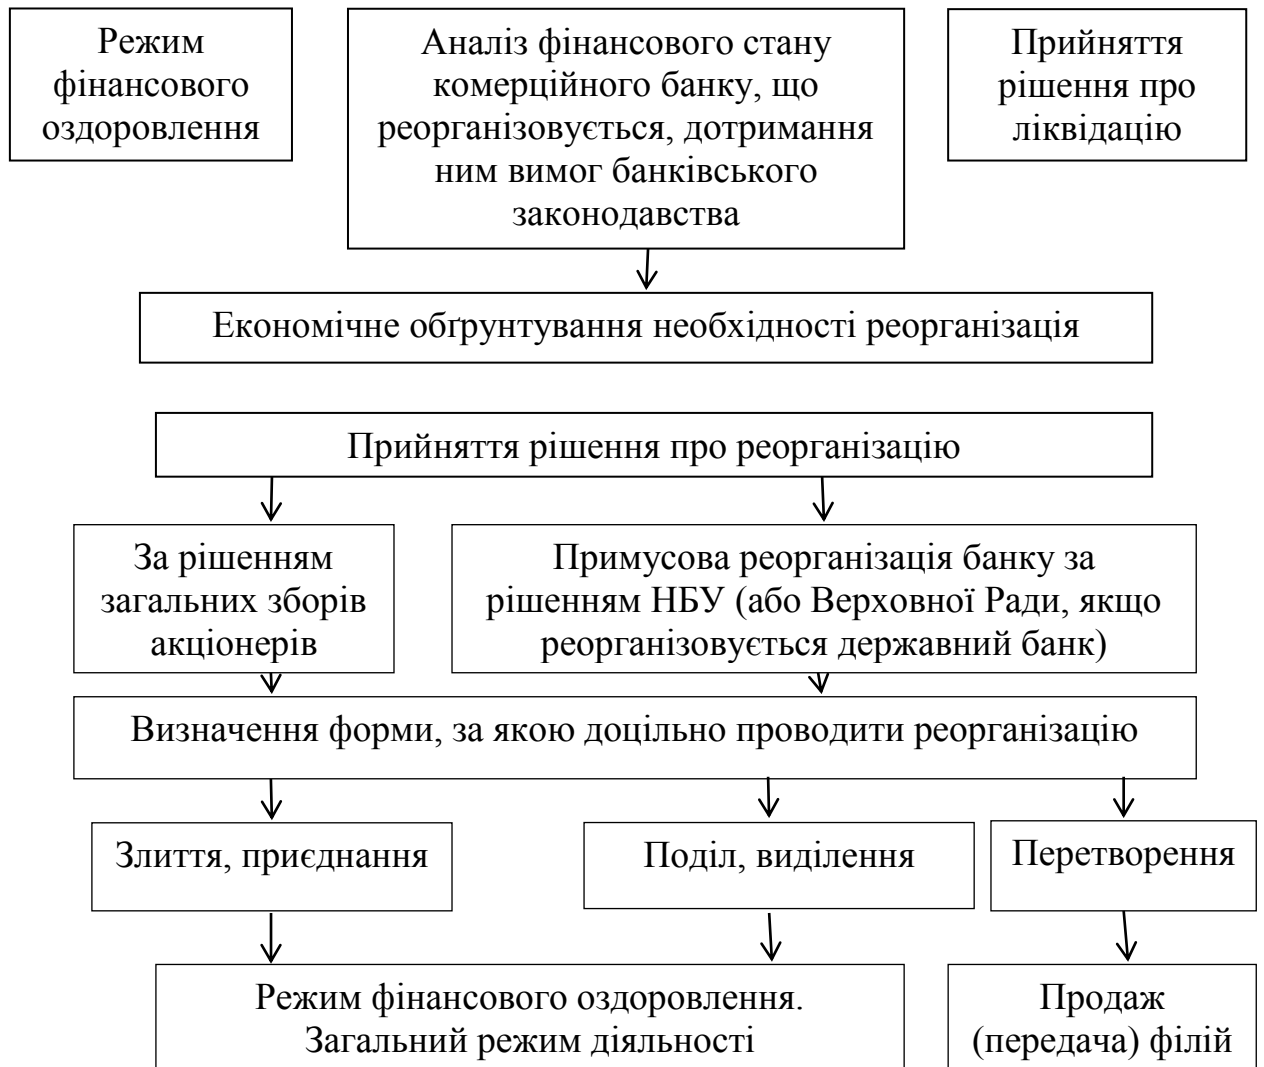 Режим
фінансового
оздоровлення
Аналіз фінансового стану
комерційного банку, що
реорганізовується, дотримання
ним вимог банківського
законодавства
Прийняття
рішення про
ліквідацію
Економічне обґрунтування необхідності реорганізація
Прийняття рішення про реорганізацію
За рішенням
загальних зборів
акціонерів
Примусова реорганізація банку за
рішенням НБУ (або Верховної Ради, якщо
реорганізовується державний банк)
Визначення форми, за якою доцільно проводити реорганізацію
Злиття, приєднання
Поділ, виділення
Перетворення
Режим фінансового оздоровлення.
Загальний режим діяльності
Продаж
(передача) філій